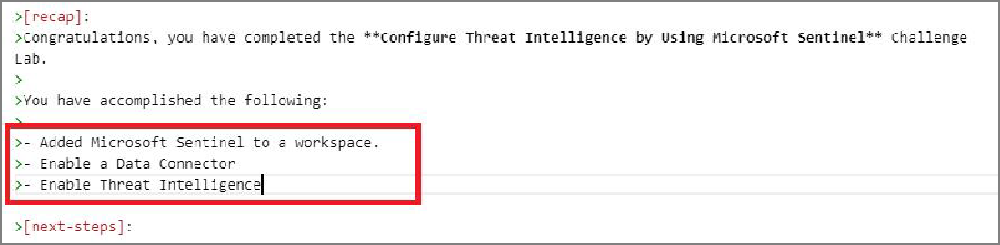 >[recap]:
>Congratulations, you have completed the **Configure Threat Intelligence by Using Microsoft Sentinel** Challenge
Lab.
>
>You have accomplished the following:
>
>- Added Microsoft Sentinel to a workspace.
>- Enable a Data Connector
>- Enable Threat Intelligence
>[next-steps]: